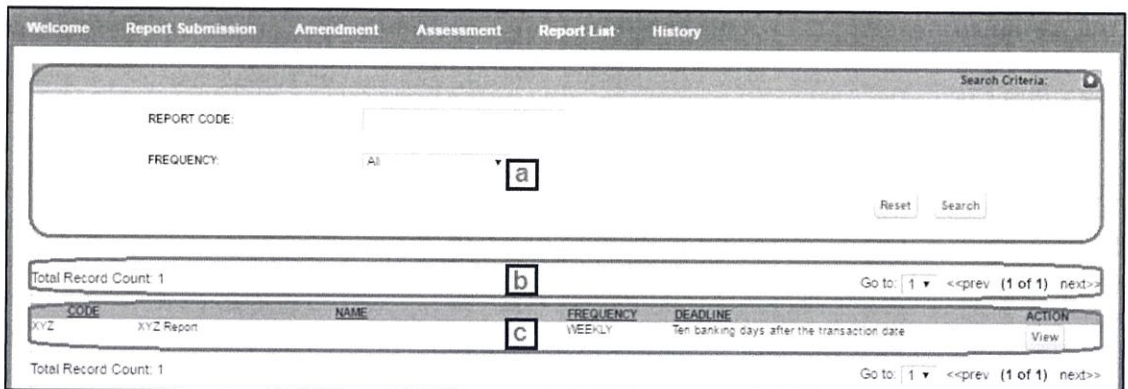 Welcome Report Submission Amendment Assessment Report List History
Search Criteria:
REPORT CODE:
FREQUENCY: All
a
Reset Search
Total Record Count: 1 b Go to: 1 <<prev (1 of 1) next>>
CODE NAME FREQUENCY DEADLINE ACTION
XYZ XYZ Report c WEEKLY Ten banking days after the transaction date View
Total Record Count: 1 Go to: 1 <<prev (1 of 1) next>>